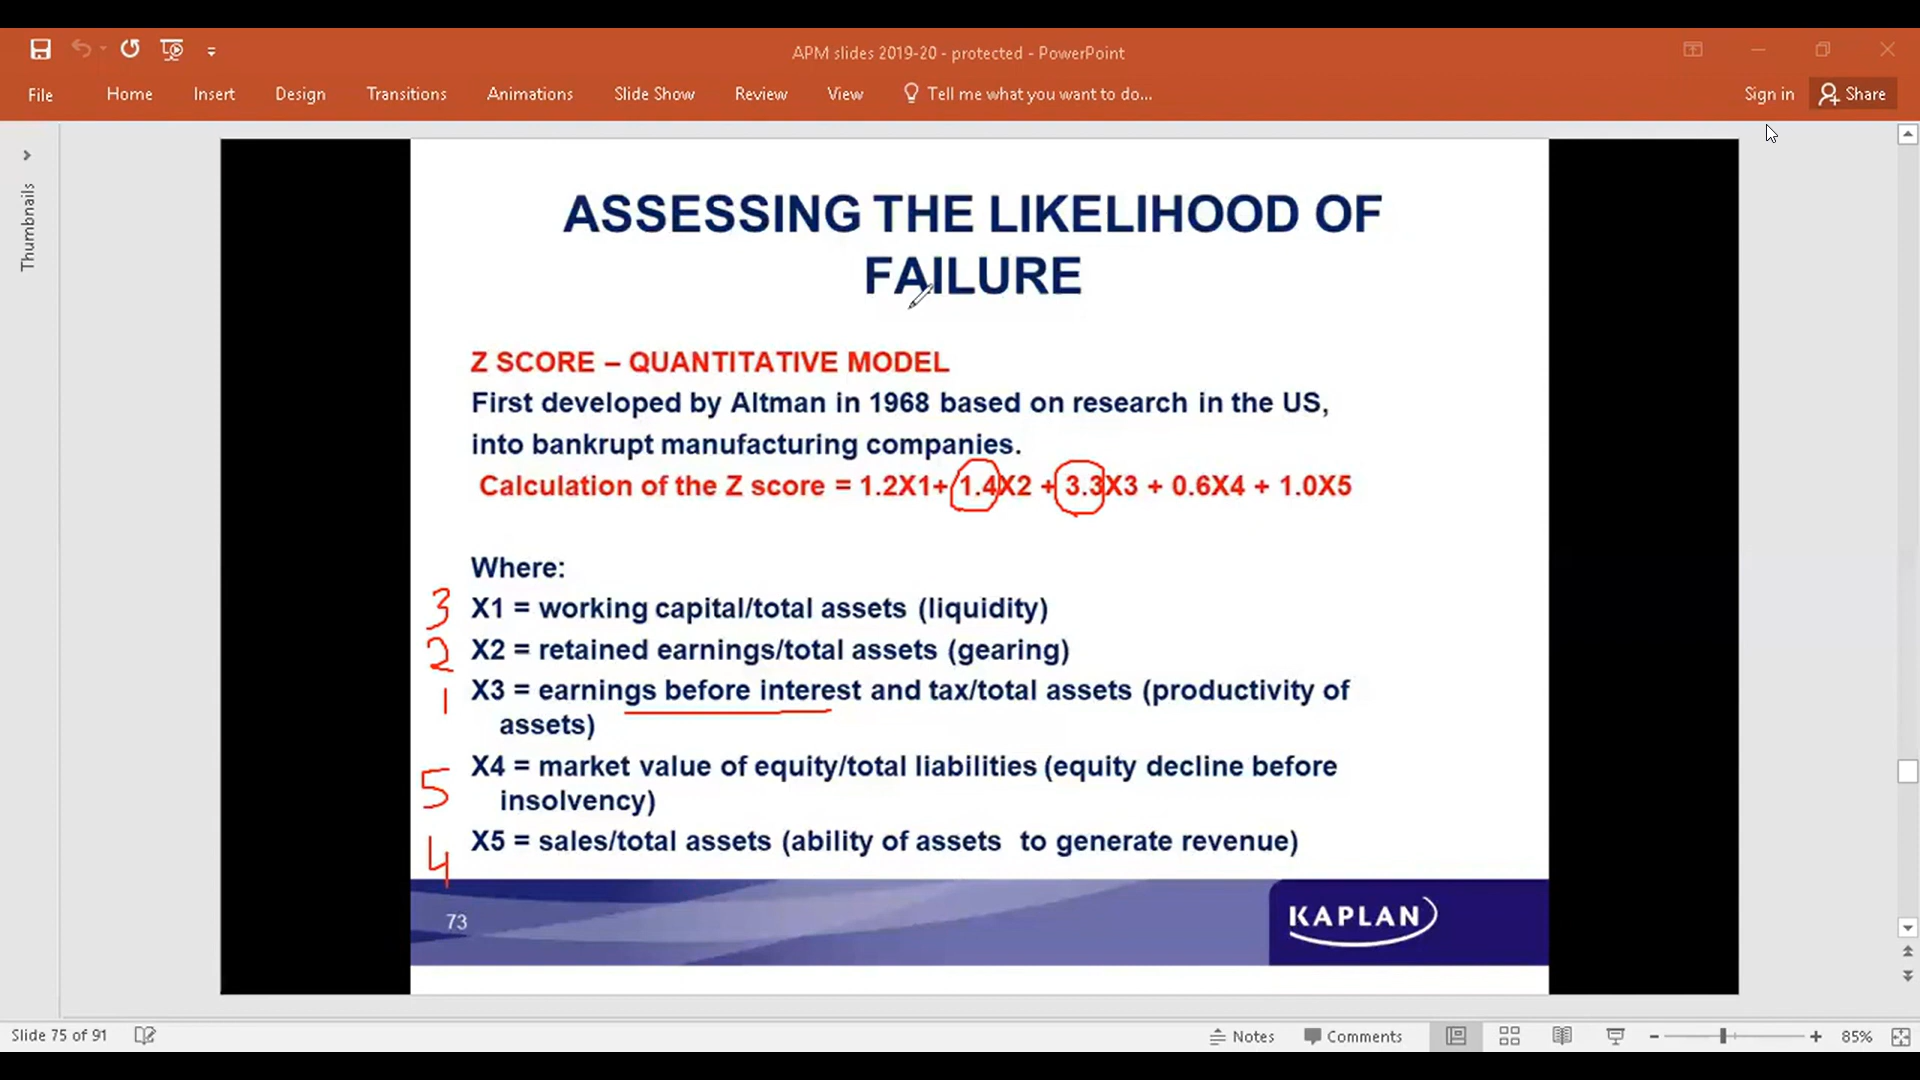 APM slides 2019-20 - protected - PowerPoint
File Home Insert Design Transitions Animations Slide Show Review View Tell me what you want to do... Sign in Share
Thumbnails
ASSESSING THE LIKELIHOOD OF
FAILURE
Z SCORE – QUANTITATIVE MODEL
First developed by Altman in 1968 based on research in the US,
into bankrupt manufacturing companies.
Calculation of the Z score = 1.2X1+ 1.4X2 + 3.3X3 + 0.6X4 + 1.0X5
Where:
3 X1 = working capital/total assets (liquidity)
2 X2 = retained earnings/total assets (gearing)
1 X3 = earnings before interest and tax/total assets (productivity of
assets)
5 X4 = market value of equity/total liabilities (equity decline before
insolvency)
4 X5 = sales/total assets (ability of assets to generate revenue)
73
KAPLAN
Slide 75 of 91 Notes Comments 85%